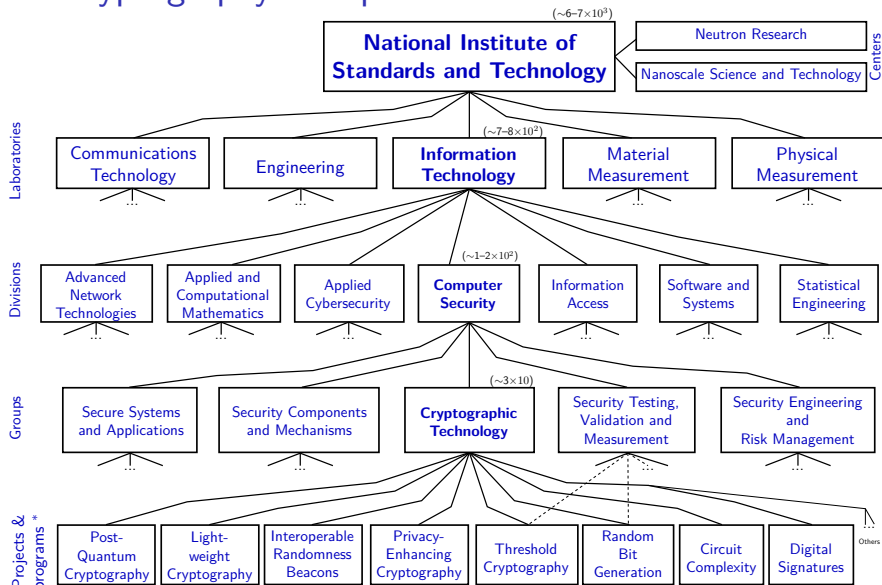 (∼6–7×10³)
National Institute of
Standards and Technology
Neutron Research
Nanoscale Science and Technology
Centers
Laboratories
(∼7–8×10²)
Communications
Technology
...
Engineering
...
Information
Technology
Material
Measurement
...
Physical
Measurement
...
Divisions
(∼1–2×10²)
Advanced
Network
Technologies
...
Applied and
Computational
Mathematics
...
Applied
Cybersecurity
...
Computer
Security
Information
Access
...
Software and
Systems
...
Statistical
Engineering
...
Groups
(∼3×10)
Secure Systems
and Applications
...
Security Components
and Mechanisms
...
Cryptographic
Technology
Security Testing,
Validation and
Measurement
...
Security Engineering
and
Risk Management
...
Projects &
programs *
Post-
Quantum
Cryptography
Light-
weight
Cryptography
Interoperable
Randomness
Beacons
Privacy-
Enhancing
Cryptography
Threshold
Cryptography
Random
Bit
Generation
Circuit
Complexity
Digital
Signatures
...
Others